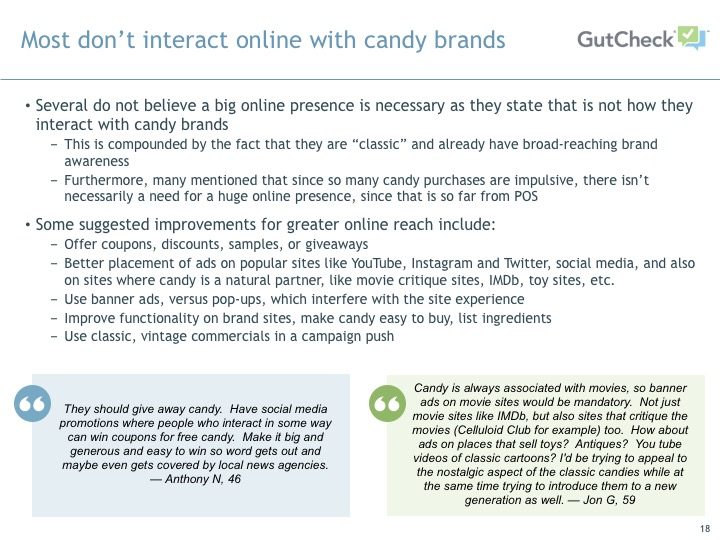 Most don’t interact online with candy brands
GutCheck
• Several do not believe a big online presence is necessary as they state that is not how they
interact with candy brands
– This is compounded by the fact that they are “classic” and already have broad-reaching brand
awareness
– Furthermore, many mentioned that since so many candy purchases are impulsive, there isn’t
necessarily a need for a huge online presence, since that is so far from POS
• Some suggested improvements for greater online reach include:
– Offer coupons, discounts, samples, or giveaways
– Better placement of ads on popular sites like YouTube, Instagram and Twitter, social media, and also
on sites where candy is a natural partner, like movie critique sites, IMDb, toy sites, etc.
– Use banner ads, versus pop-ups, which interfere with the site experience
– Improve functionality on brand sites, make candy easy to buy, list ingredients
– Use classic, vintage commercials in a campaign push
They should give away candy. Have social media
promotions where people who interact in some way
can win coupons for free candy. Make it big and
generous and easy to win so word gets out and
maybe even gets covered by local news agencies.
— Anthony N, 46
Candy is always associated with movies, so banner
ads on movie sites would be mandatory. Not just
movie sites like IMDb, but also sites that critique the
movies (Celluloid Club for example) too. How about
ads on places that sell toys? Antiques? You tube
videos of classic cartoons? I'd be trying to appeal to
the nostalgic aspect of the classic candies while at
the same time trying to introduce them to a new
generation as well. — Jon G, 59
18